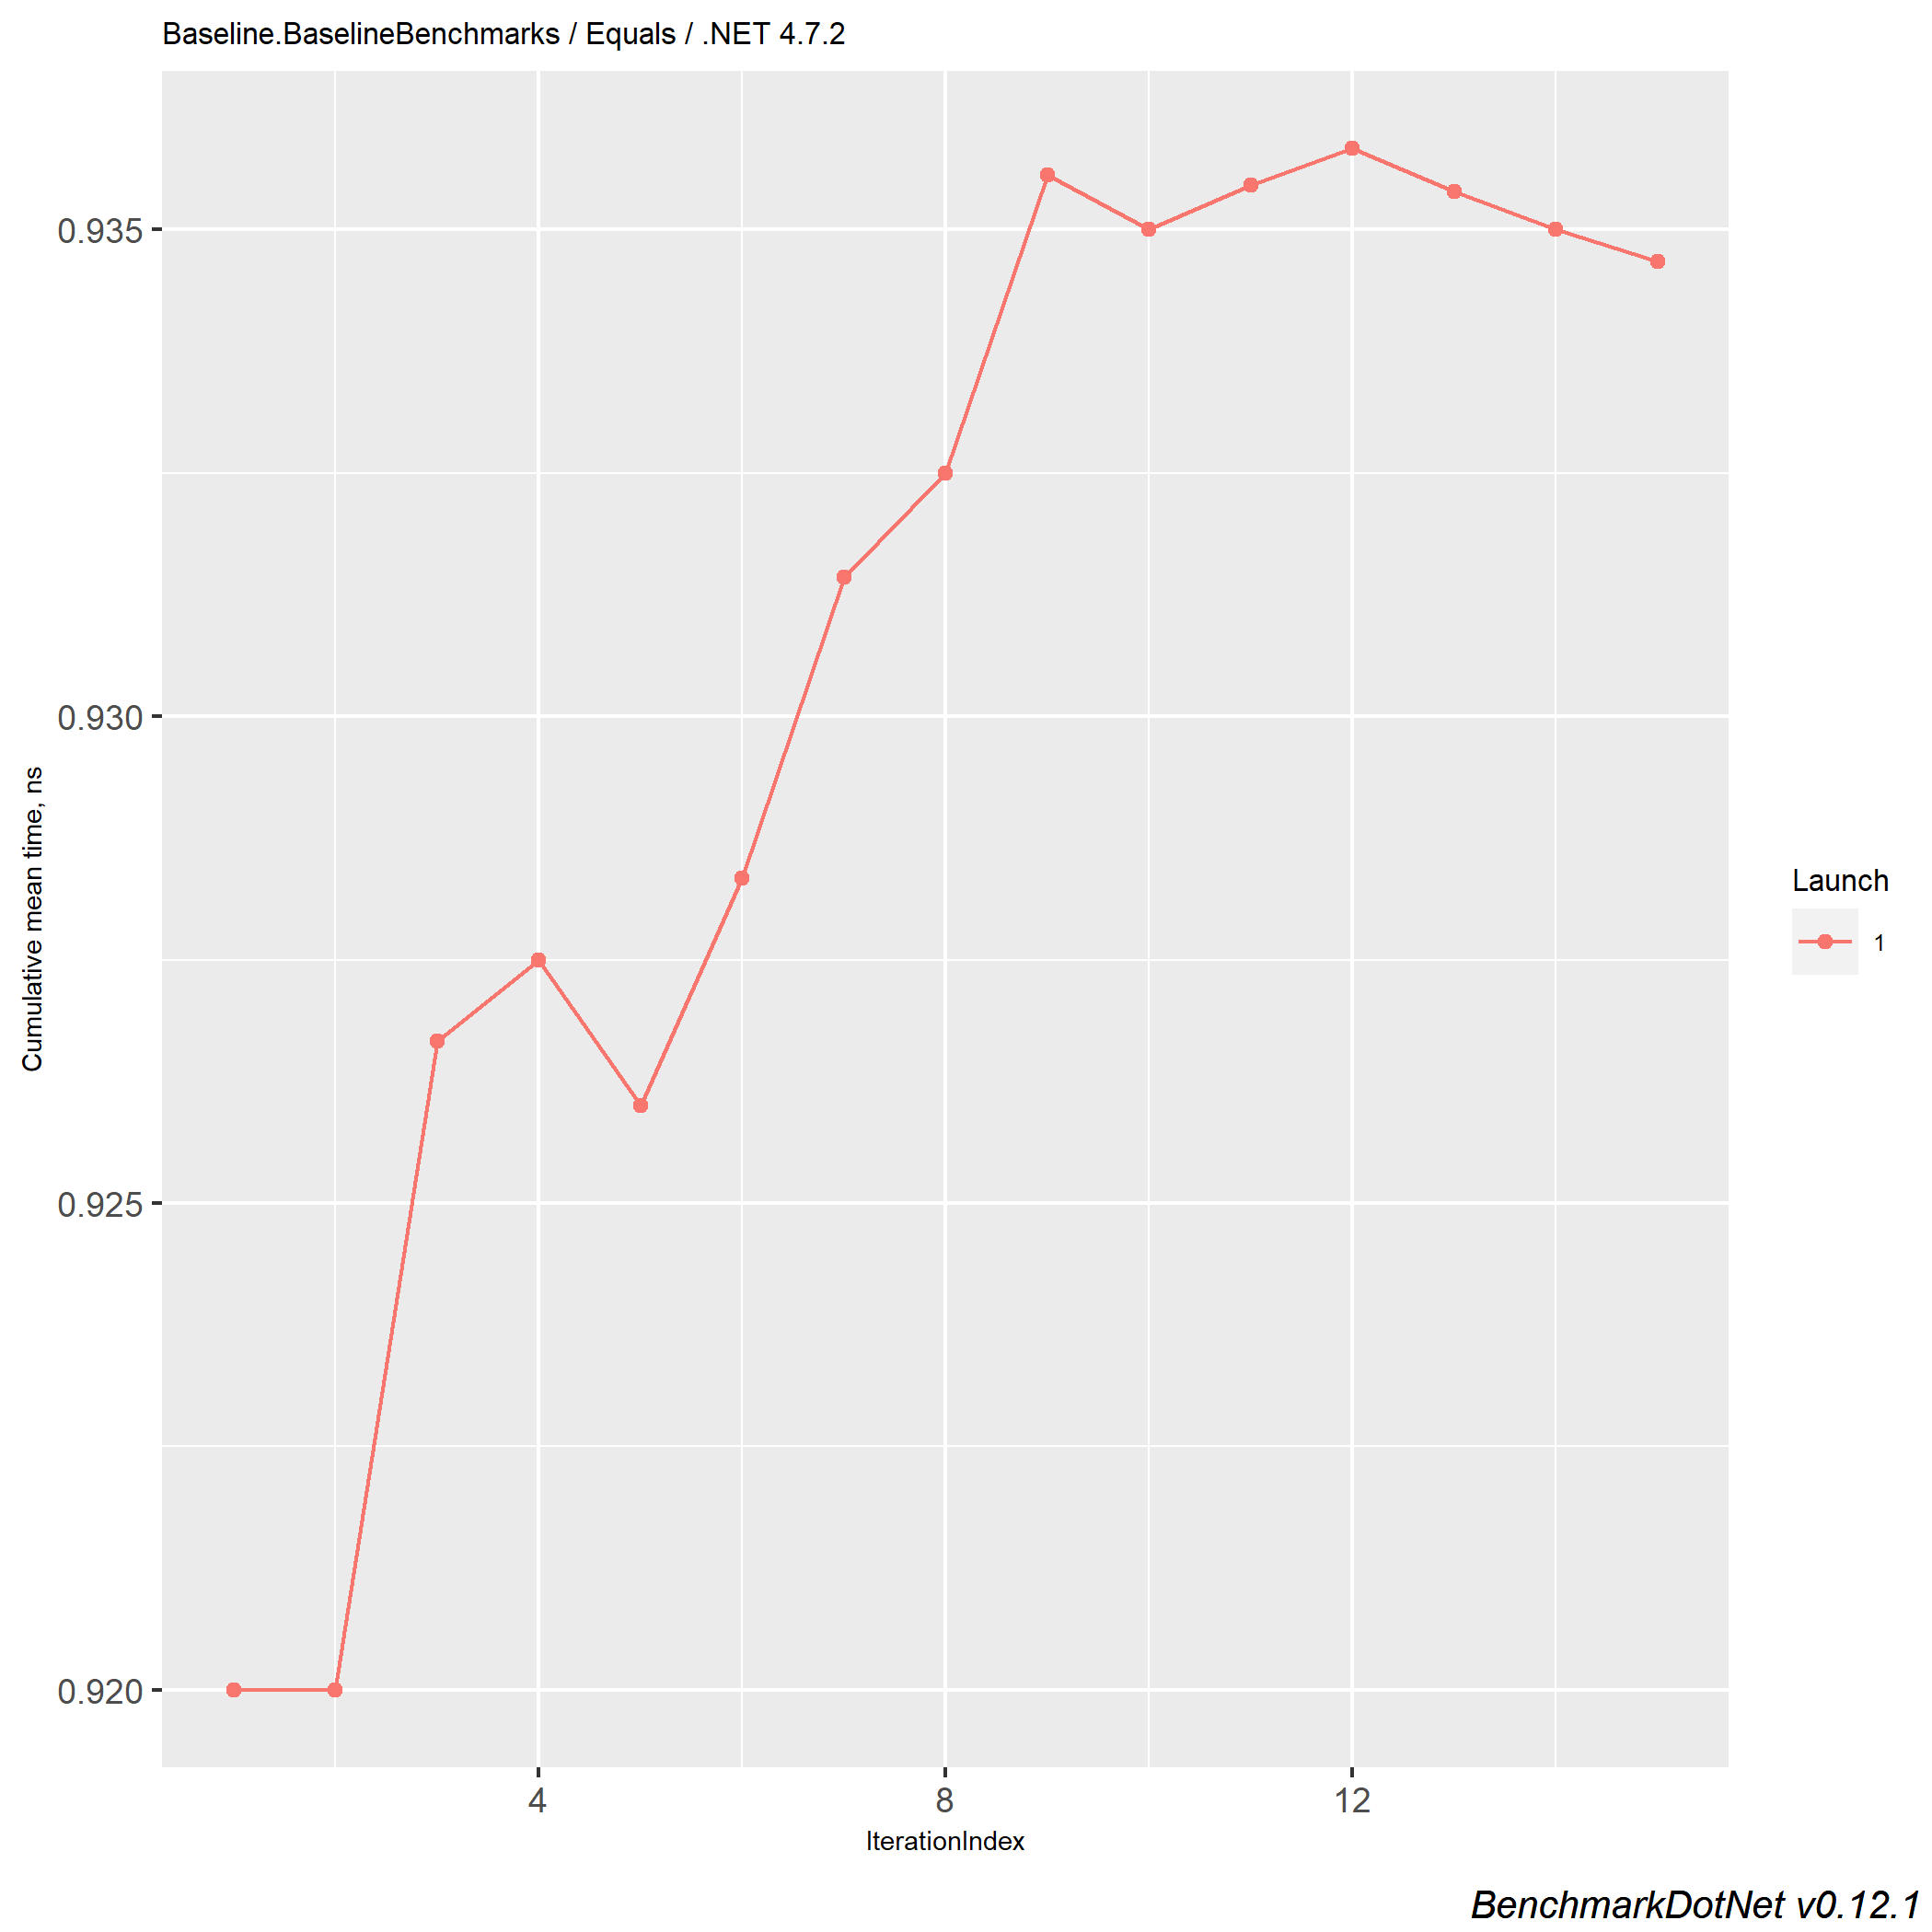 Baseline.BaselineBenchmarks / Equals / .NET 4.7.2
Cumulative mean time, ns
0.935
0.930
0.925
0.920
4
8
12
IterationIndex
Launch
1
BenchmarkDotNet v0.12.1